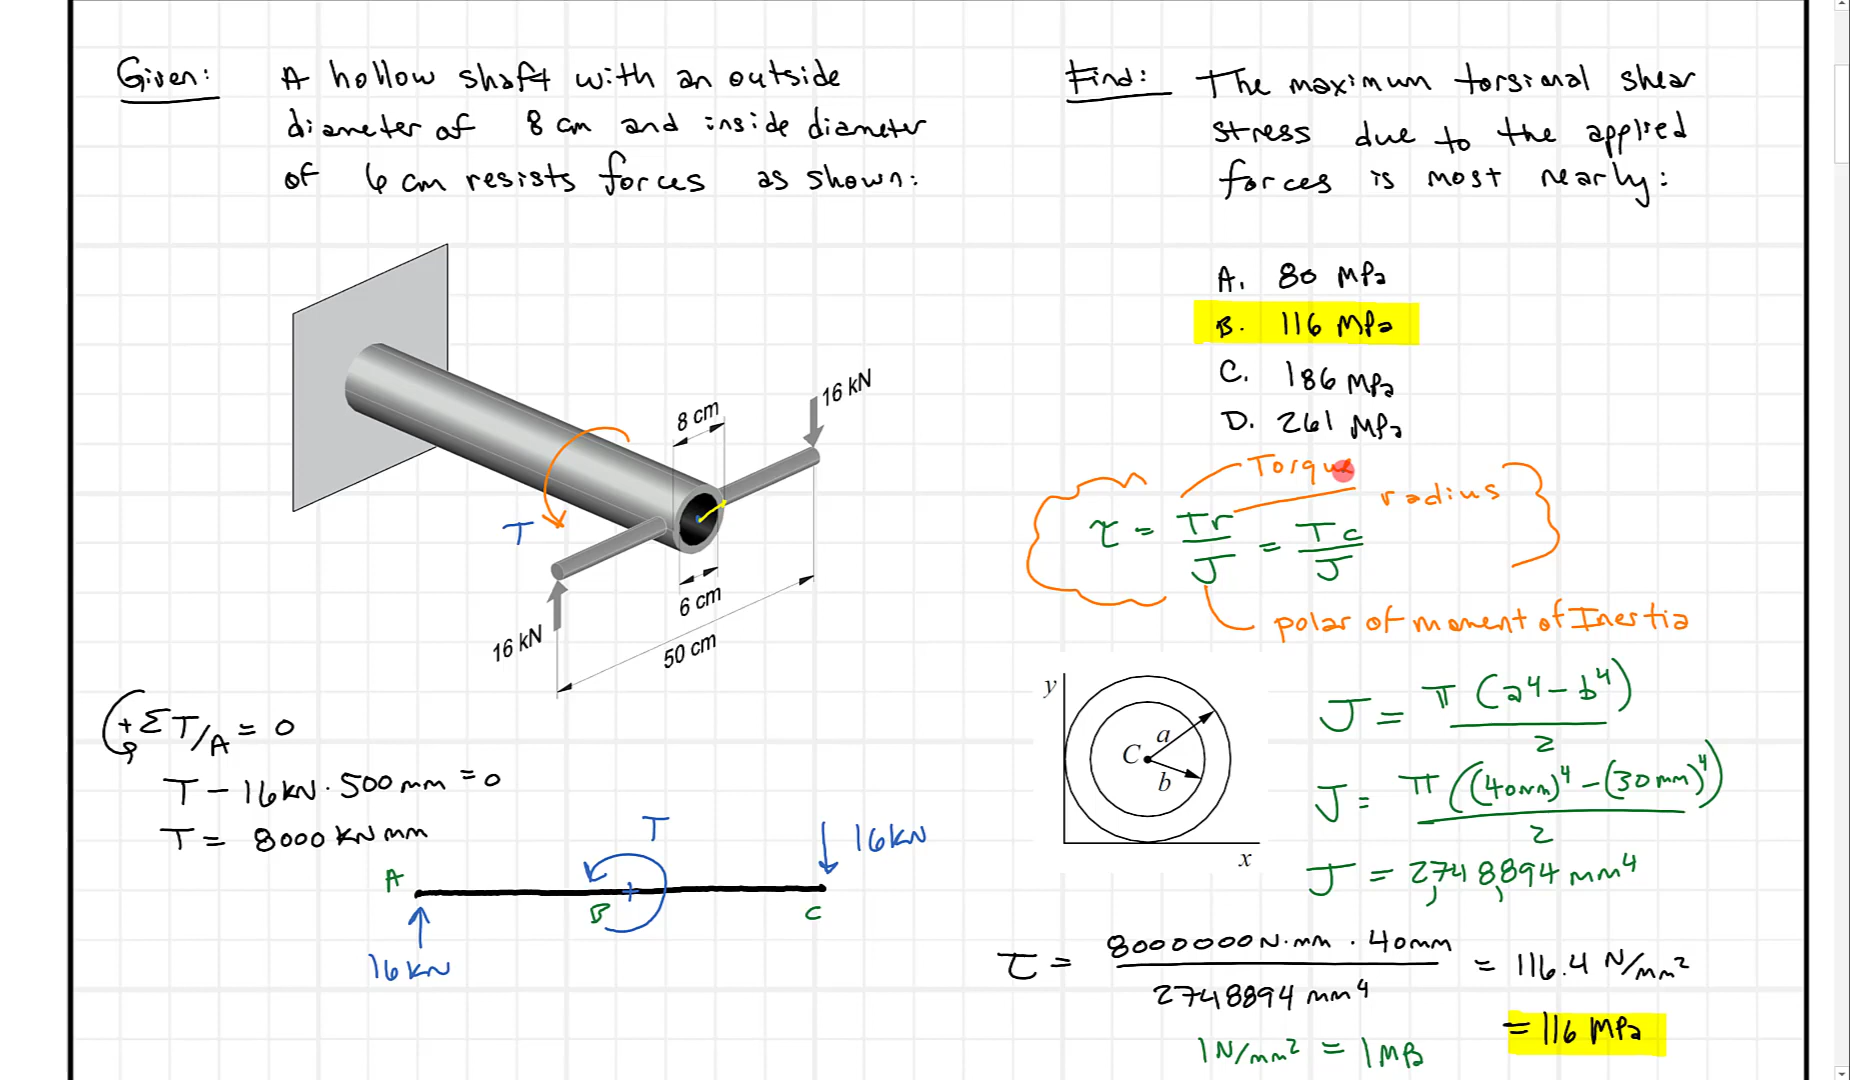 Given: A hollow shaft with an outside
diameter of 8 cm and inside diameter
of 6 cm resists forces as shown:
Find: The maximum torsional shear
stress due to the applied
forces is most nearly:
A. 80 MPa
B. 116 MPa
C. 186 MPa
D. 261 MPa
16 kN
8 cm
T
6 cm
16 kN
50 cm
Torque
radius
τ = Tr/J = Tc/J
polar of moment of Inertia
+ΣT/A = 0
T - 16kN · 500mm = 0
T = 8000 kN mm
T
16kN
A
B
C
16kN
y
a
C
b
x
J = π (a⁴ - b⁴)/2
J = π ((40mm)⁴ - (30mm)⁴)/2
J = 2,748,894 mm⁴
τ = 8000000 N·mm · 40mm / 2748894 mm⁴ = 116.4 N/mm²
= 116 MPa
1 N/mm² = 1 MPa